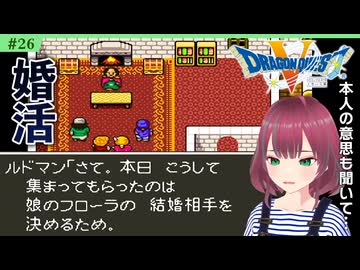 #26
婚活
DRAGON QUEST
V
本人の意思も聞いて
ルドマン「さて。本日 こうして
集まってもらったのは
娘のフローラの 結婚相手を
決めるため。